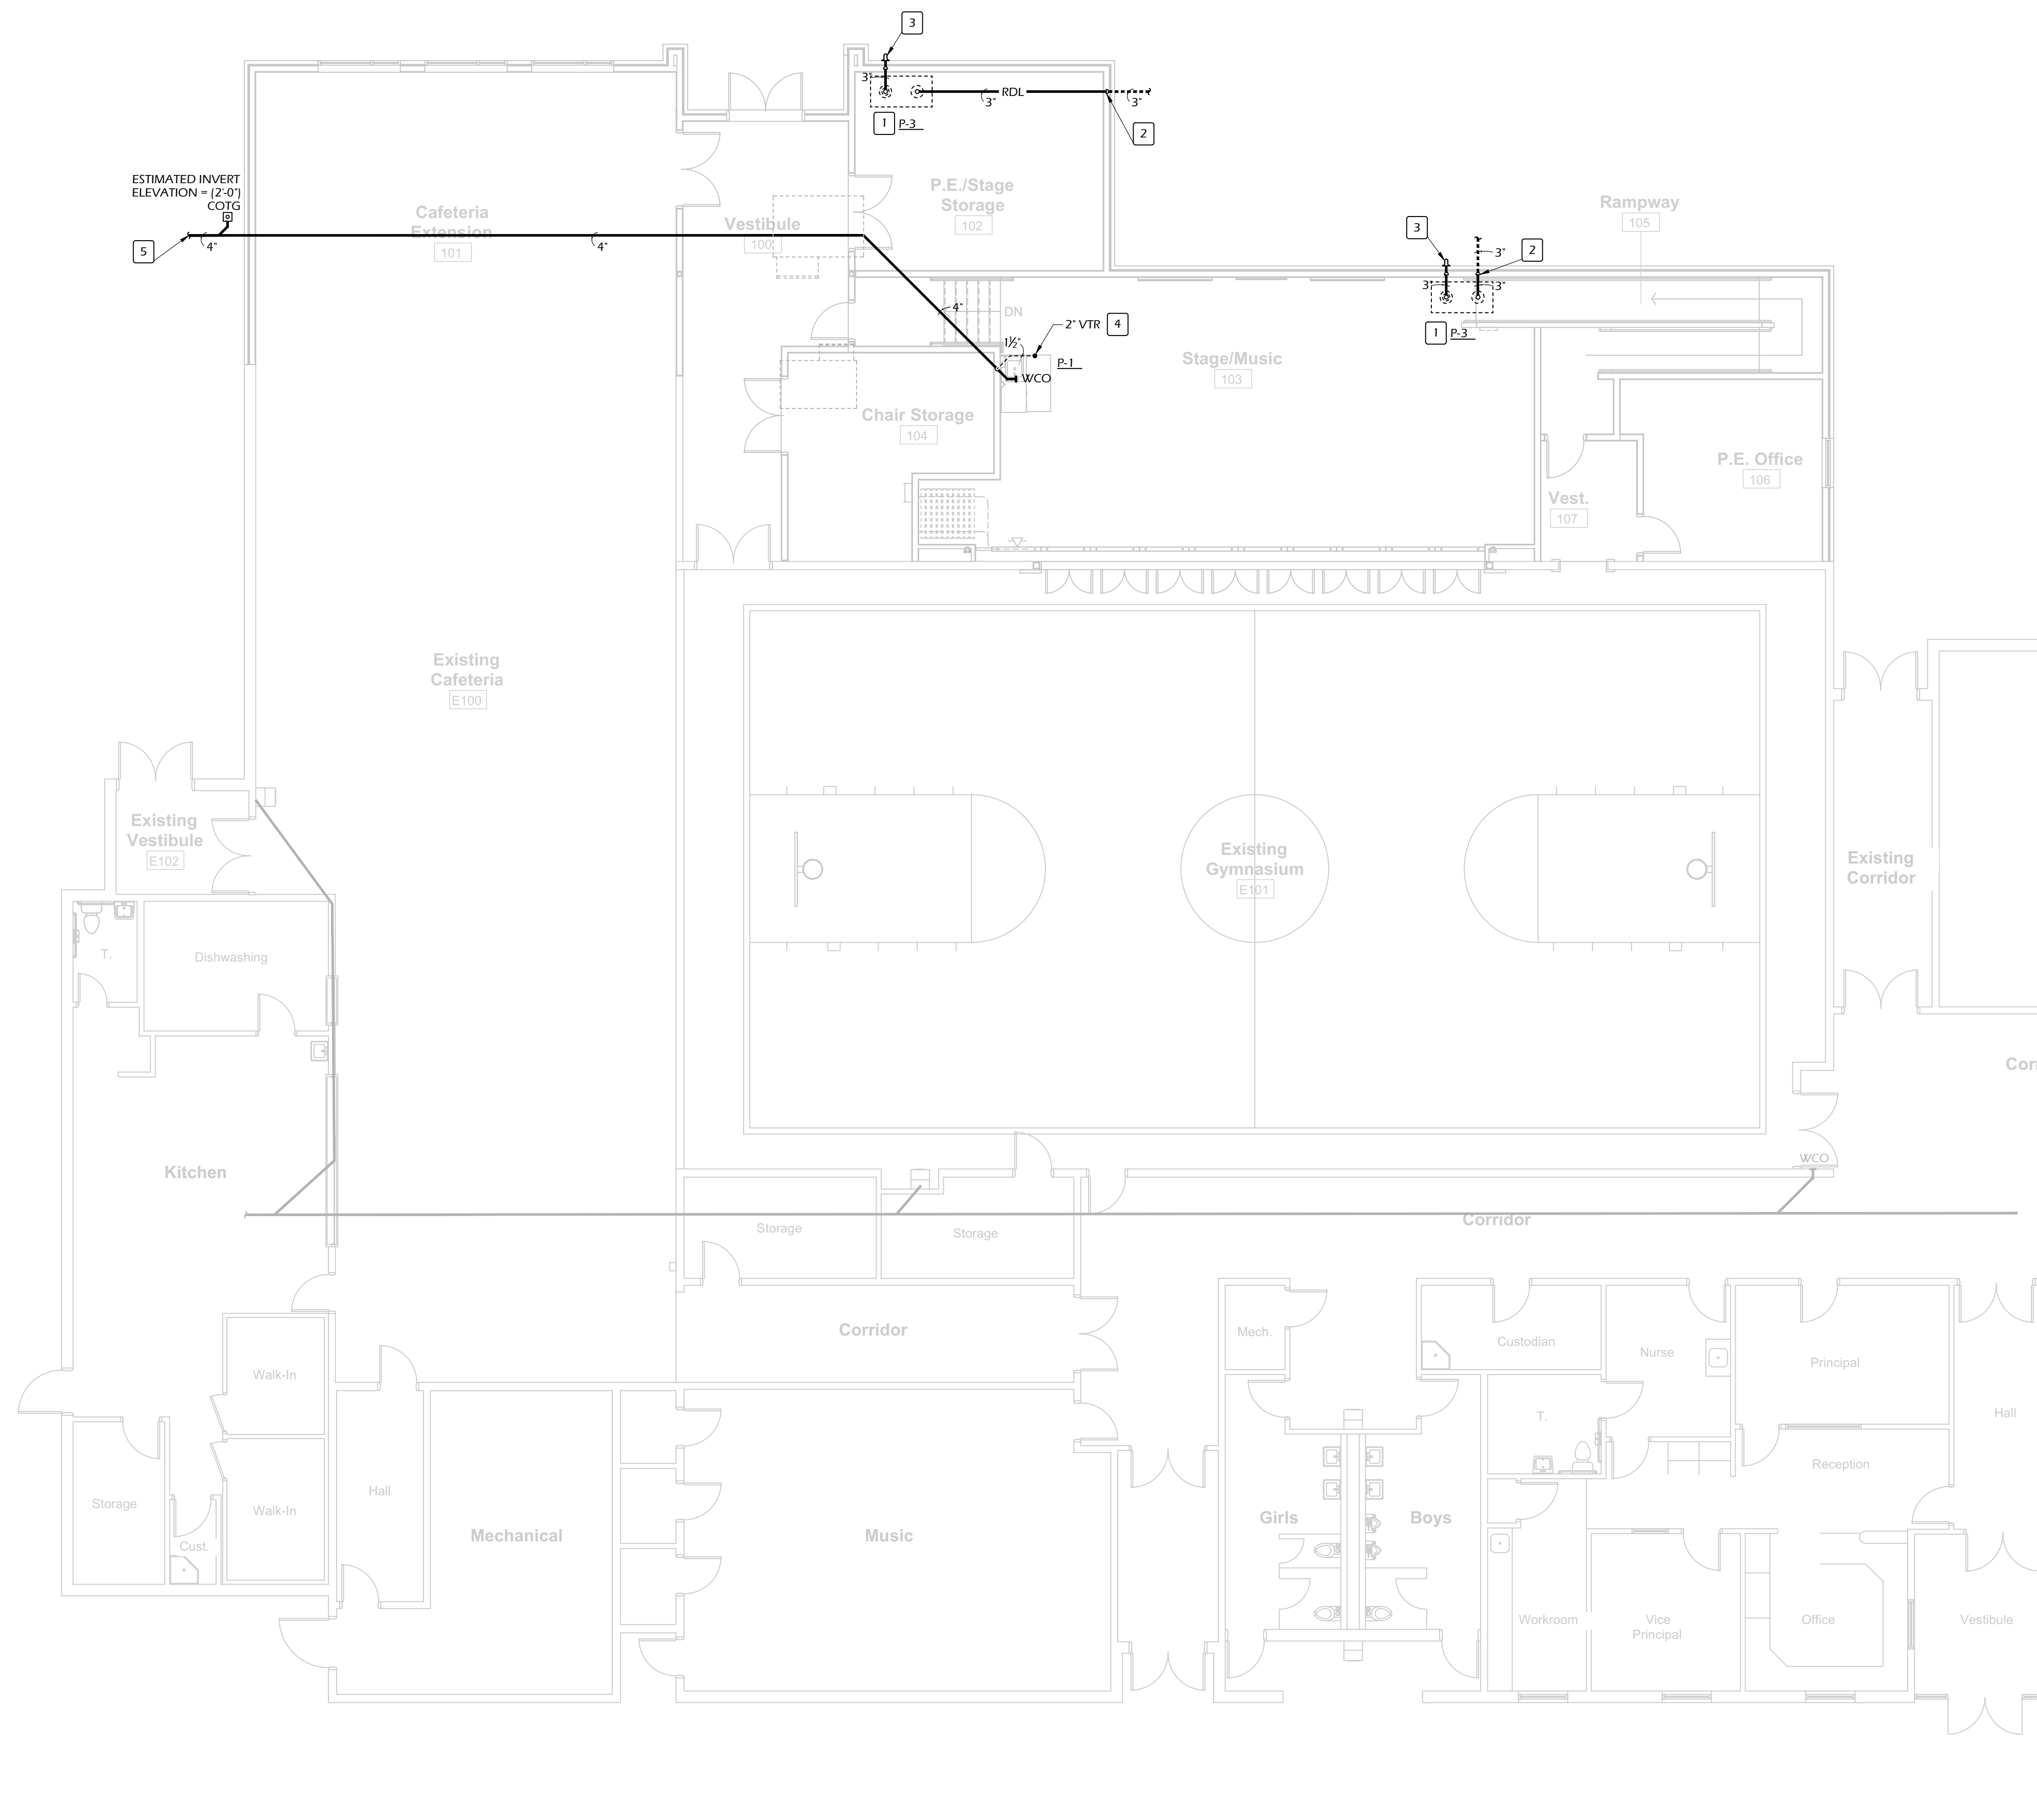 3
3"
RDL
3"
3"
1 P-3
2
ESTIMATED INVERT
ELEVATION = (2'-0")
COTG
5
4"
4"
Cafeteria
Extension
101
Vestibule
100
P.E./Stage
Storage
102
Rampway
105
3
2
3"
3"
3"
1 P-3
4"
DN
2" VTR 4
1½"
P-1
WCO
Stage/Music
103
Chair Storage
104
P.E. Office
106
Vest.
107
Existing
Cafeteria
E100
Existing
Vestibule
E102
Existing
Gymnasium
E101
Existing
Corridor
T.
Dishwashing
Kitchen
WCO
Storage
Storage
Corridor
Corridor
Mech.
Custodian
Nurse
Principal
Walk-In
T.
Hall
Reception
Storage
Walk-In
Hall
Cust.
Mechanical
Music
Girls
Boys
Workroom
Vice
Principal
Office
Vestibule